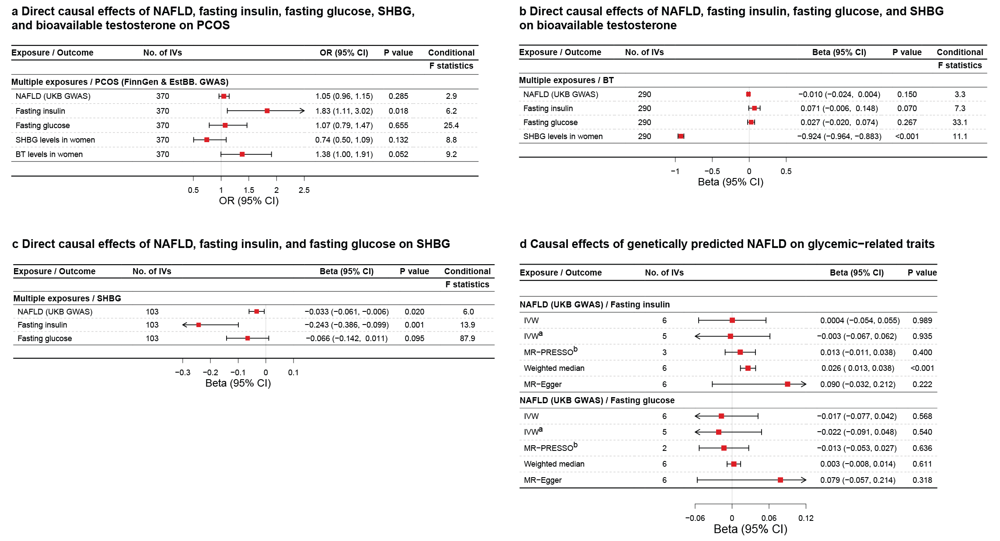 a Direct causal effects of NAFLD, fasting insulin, fasting glucose, SHBG,
and bioavailable testosterone on PCOS
Exposure / Outcome No. of IVs OR (95% CI) P value Conditional
F statistics
Multiple exposures / PCOS (FinnGen & EstBB. GWAS)
NAFLD (UKB GWAS) 370 1.05 (0.96, 1.15) 0.285 2.9
Fasting insulin 370 1.83 (1.11, 3.02) 0.018 6.2
Fasting glucose 370 1.07 (0.79, 1.47) 0.655 25.4
SHBG levels in women 370 0.74 (0.50, 1.09) 0.132 8.8
BT levels in women 370 1.38 (1.00, 1.91) 0.052 9.2
0.5 1 1.5 2 2.5
OR (95% CI)
b Direct causal effects of NAFLD, fasting insulin, fasting glucose, and SHBG
on bioavailable testosterone
Exposure / Outcome No. of IVs Beta (95% CI) P value Conditional
F statistics
Multiple exposures / BT
NAFLD (UKB GWAS) 290 −0.010 (−0.024, 0.004) 0.150 3.3
Fasting insulin 290 0.071 (−0.006, 0.148) 0.070 7.3
Fasting glucose 290 0.027 (−0.020, 0.074) 0.267 33.1
SHBG levels in women 290 −0.924 (−0.964, −0.883) <0.001 11.1
−1 −0.5 0 0.5
Beta (95% CI)
c Direct causal effects of NAFLD, fasting insulin, and fasting glucose on SHBG
Exposure / Outcome No. of IVs Beta (95% CI) P value Conditional
F statistics
Multiple exposures / SHBG
NAFLD (UKB GWAS) 103 −0.033 (−0.061, −0.006) 0.020 6.0
Fasting insulin 103 −0.243 (−0.386, −0.099) 0.001 13.9
Fasting glucose 103 −0.066 (−0.142, 0.011) 0.095 87.9
−0.3 −0.2 −0.1 0 0.1
Beta (95% CI)
d Causal effects of genetically predicted NAFLD on glycemic−related traits
Exposure / Outcome No. of IVs Beta (95% CI) P value
NAFLD (UKB GWAS) / Fasting insulin
IVW 6 0.0004 (−0.054, 0.055) 0.989
IVWa 5 −0.003 (−0.067, 0.062) 0.935
MR−PRESSOb 3 0.013 (−0.011, 0.038) 0.400
Weighted median 6 0.026 ( 0.013, 0.038) <0.001
MR−Egger 6 0.090 (−0.032, 0.212) 0.222
NAFLD (UKB GWAS) / Fasting glucose
IVW 6 −0.017 (−0.077, 0.042) 0.568
IVWa 5 −0.022 (−0.091, 0.048) 0.540
MR−PRESSOb 2 −0.013 (−0.053, 0.027) 0.636
Weighted median 6 0.003 (−0.008, 0.014) 0.611
MR−Egger 6 0.079 (−0.057, 0.214) 0.318
−0.06 0 0.06 0.12
Beta (95% CI)